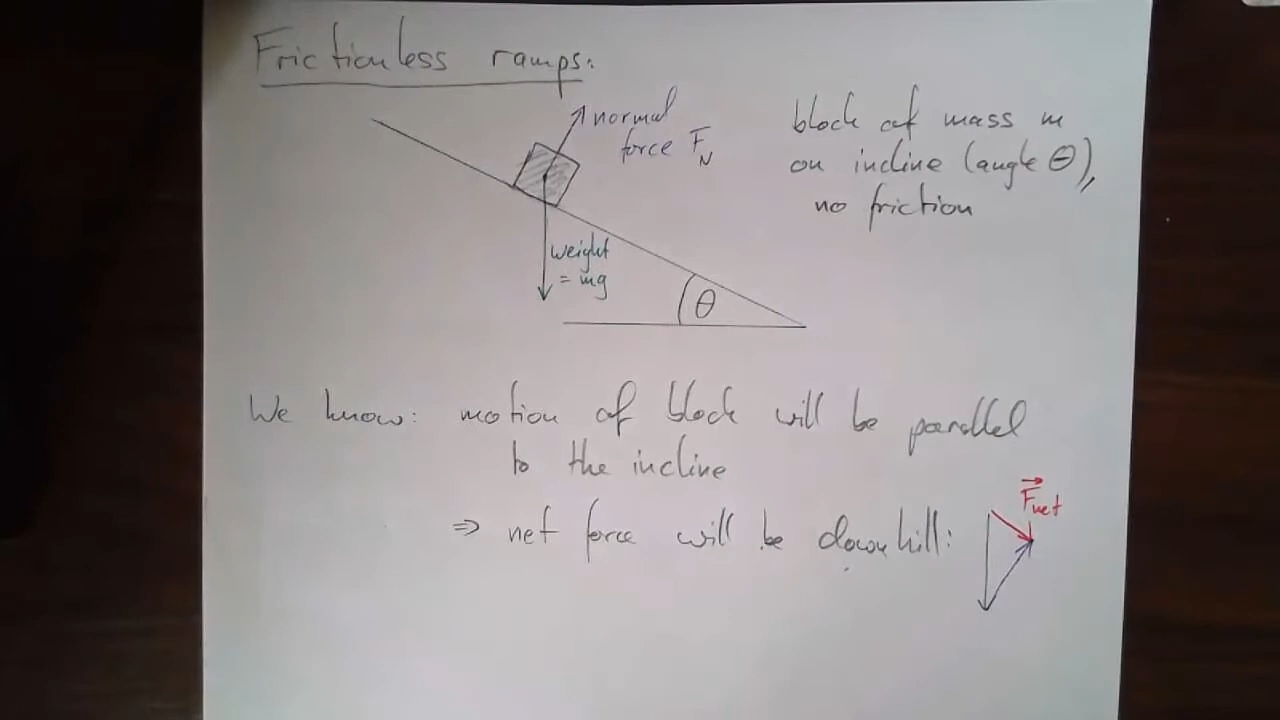 Frictionless ramps:
normal
force F_N
block of mass m
on incline (angle θ),
no friction
weight
= mg
θ
We know: motion of block will be parallel
to the incline
⇒ net force will be downhill:
F⃗net